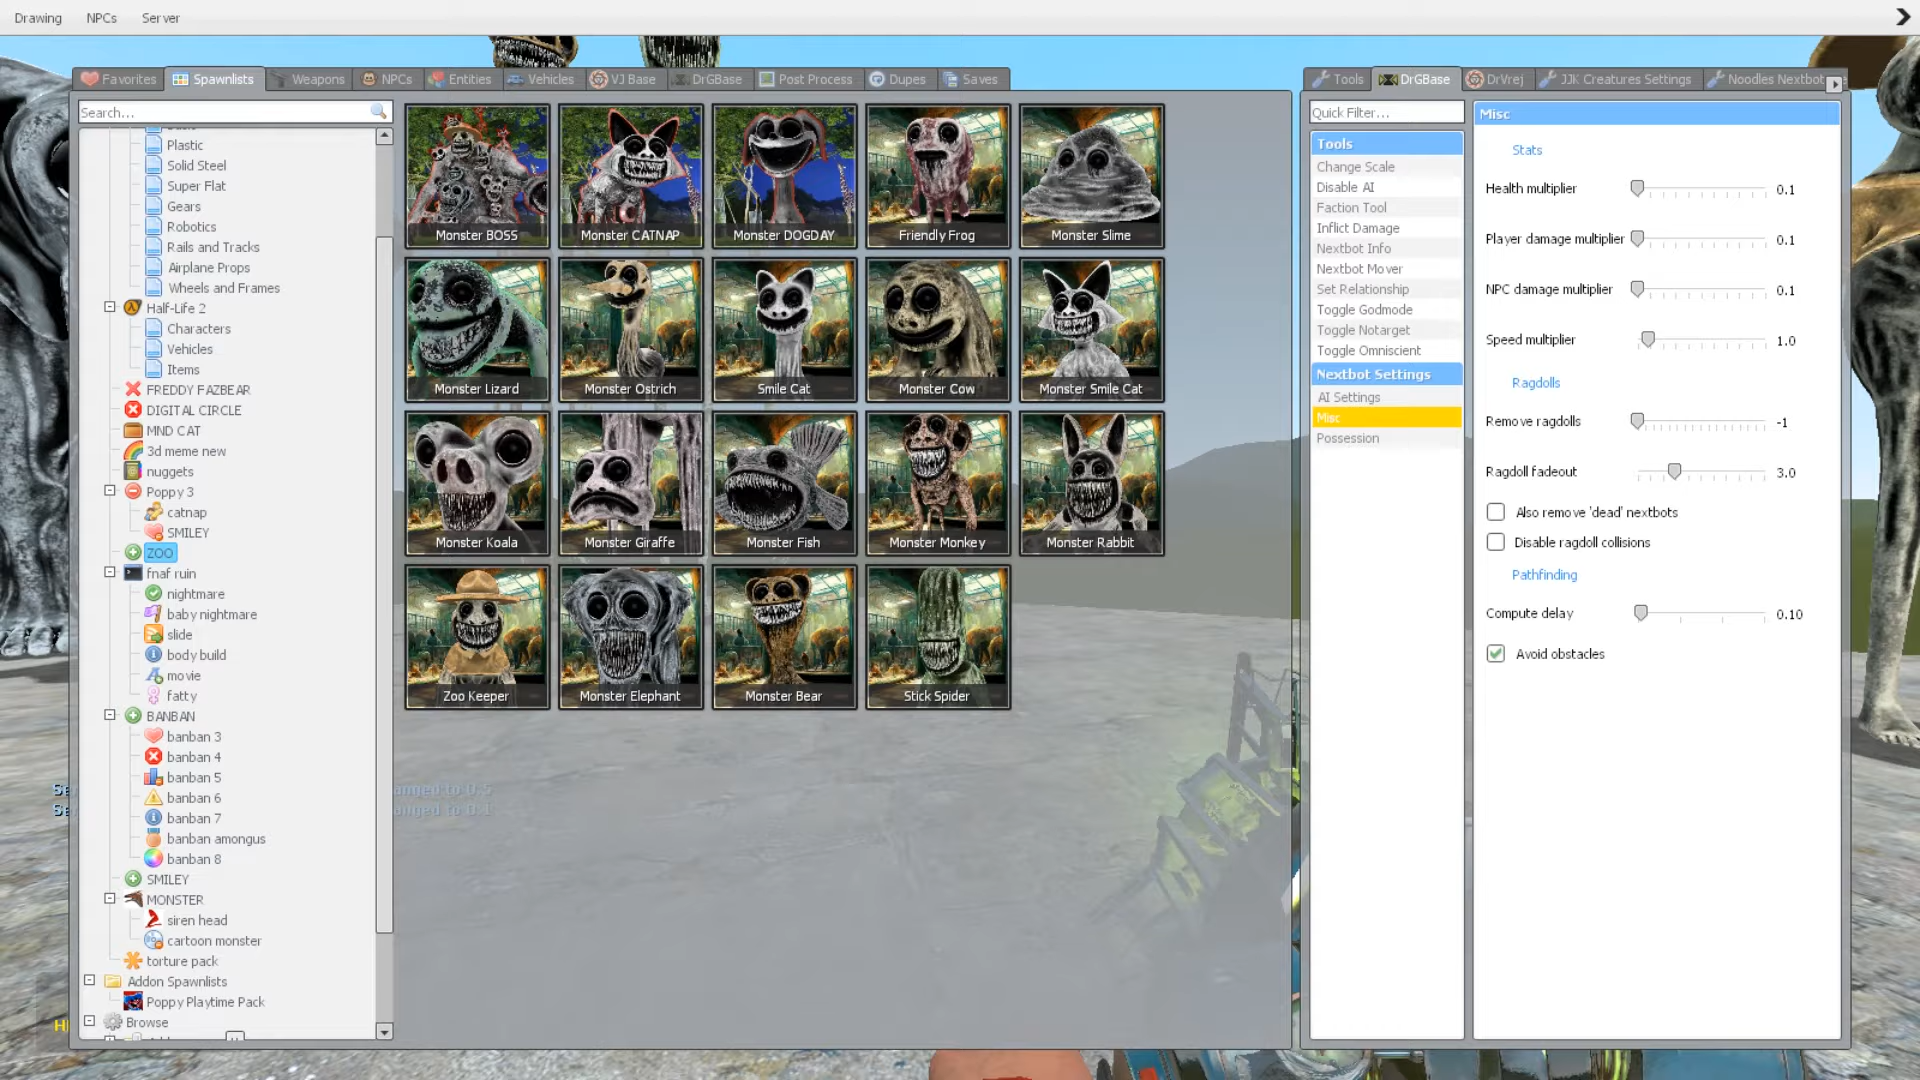 Drawing NPCs Server
Favorites Spawnlists Weapons NPCs Entities Vehicles VJ Base DrGBase Post Process Dupes Saves
Search...
Plastic
Solid Steel
Super Flat
Gears
Robotics
Rails and Tracks
Airplane Props
Wheels and Frames
Half-Life 2
Characters
Vehicles
Items
FREDDY FAZBEAR
DIGITAL CIRCLE
MND CAT
3d meme new
nuggets
Poppy 3
catnap
SMILEY
ZOO
fnaf ruin
nightmare
baby nightmare
slide
body build
movie
fatty
BANBAN
banban 3
banban 4
banban 5
banban 6
banban 7
banban amongus
banban 8
SMILEY
MONSTER
siren head
cartoon monster
torture pack
Addon Spawnlists
Poppy Playtime Pack
Browse
Monster BOSS Monster CATNAP Monster DOGDAY Friendly Frog Monster Slime
Monster Lizard Monster Ostrich Smile Cat Monster Cow Monster Smile Cat
Monster Koala Monster Giraffe Monster Fish Monster Monkey Monster Rabbit
Zoo Keeper Monster Elephant Monster Bear Stick Spider
anged to 0.5
anged to 0.1
Tools DrGBase DrVrej JJK Creatures Settings Noodles Nextbot
Quick Filter...
Tools
Change Scale
Disable AI
Faction Tool
Inflict Damage
Nextbot Info
Nextbot Mover
Set Relationship
Toggle Godmode
Toggle Notarget
Toggle Omniscient
Nextbot Settings
AI Settings
Misc
Possession
Misc
Stats
Health multiplier 0.1
Player damage multiplier 0.1
NPC damage multiplier 0.1
Speed multiplier 1.0
Ragdolls
Remove ragdolls -1
Ragdoll fadeout 3.0
Also remove 'dead' nextbots
Disable ragdoll collisions
Pathfinding
Compute delay 0.10
Avoid obstacles